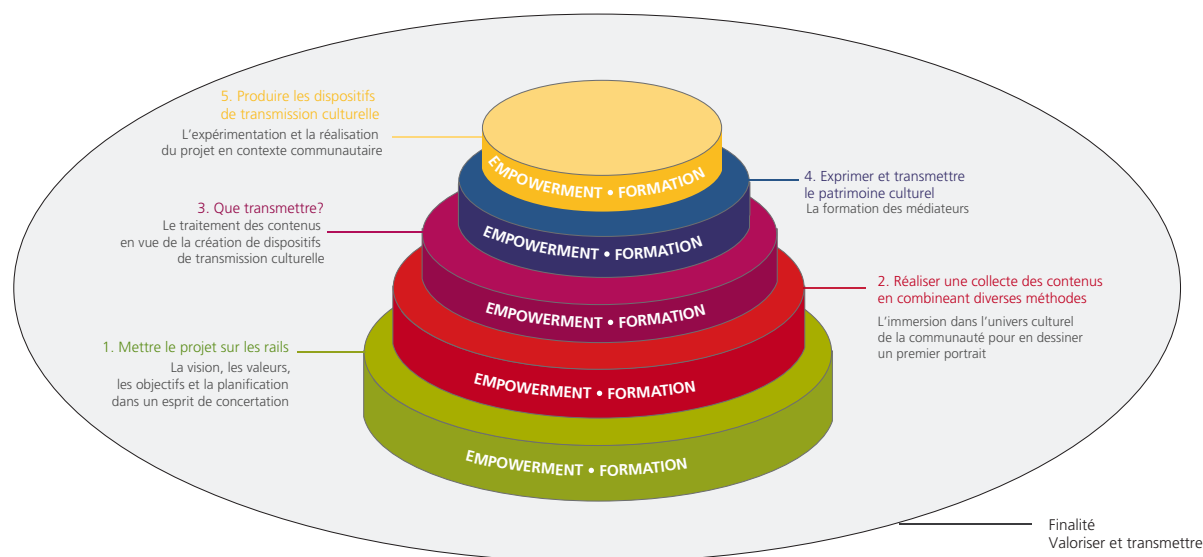 5. Produire les dispositifs
de transmission culturelle
L'expérimentation et la réalisation
du projet en contexte communautaire
EMPOWERMENT • FORMATION
4. Exprimer et transmettre
le patrimoine culturel
La formation des médiateurs
EMPOWERMENT • FORMATION
3. Que transmettre?
Le traitement des contenus
en vue de la création de dispositifs
de transmission culturelle
EMPOWERMENT • FORMATION
2. Réaliser une collecte des contenus
en combineant diverses méthodes
L'immersion dans l'univers culturel
de la communauté pour en dessiner
un premier portrait
EMPOWERMENT • FORMATION
1. Mettre le projet sur les rails
La vision, les valeurs,
les objectifs et la planification
dans un esprit de concertation
EMPOWERMENT • FORMATION
Finalité
Valoriser et transmettre